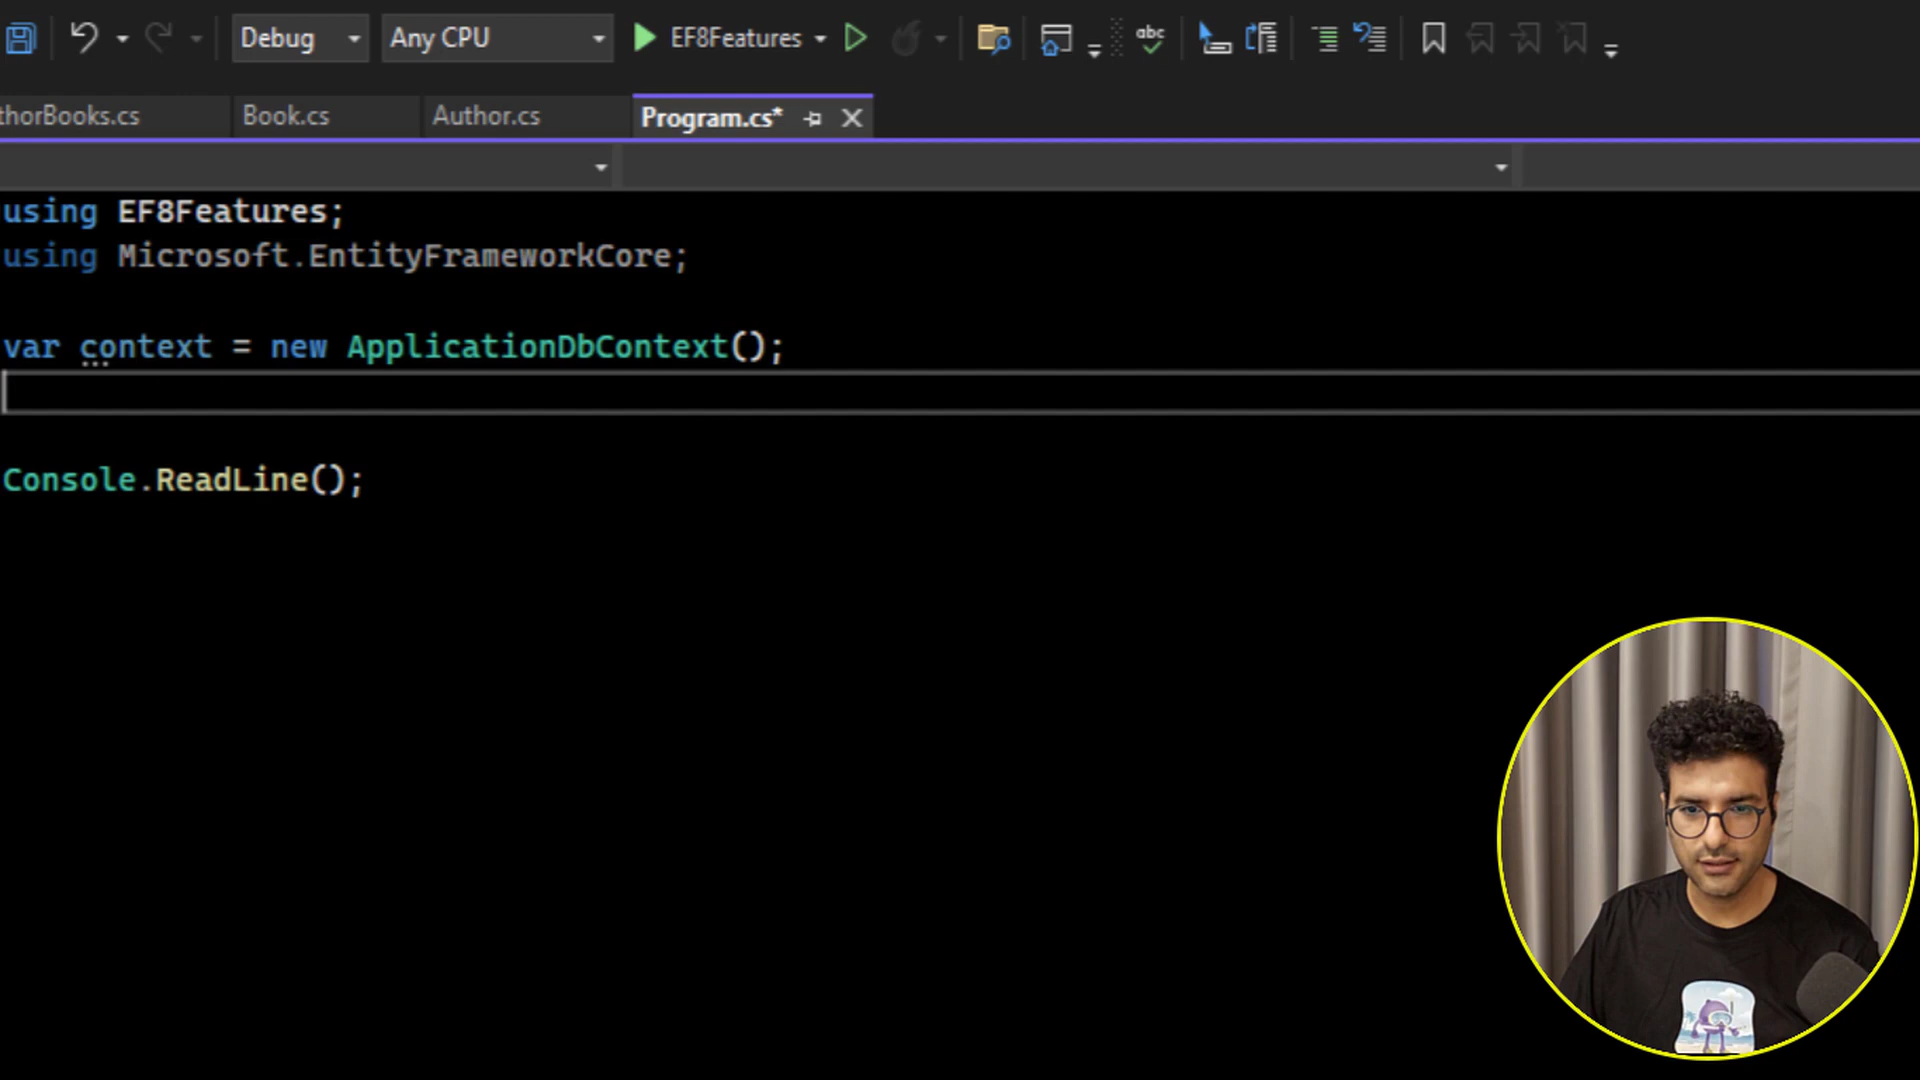 Debug
Any CPU
EF8Features
abc
thorBooks.cs
Book.cs
Author.cs
Program.cs*
using EF8Features;
using Microsoft.EntityFrameworkCore;
var context = new ApplicationDbContext();
Console.ReadLine();